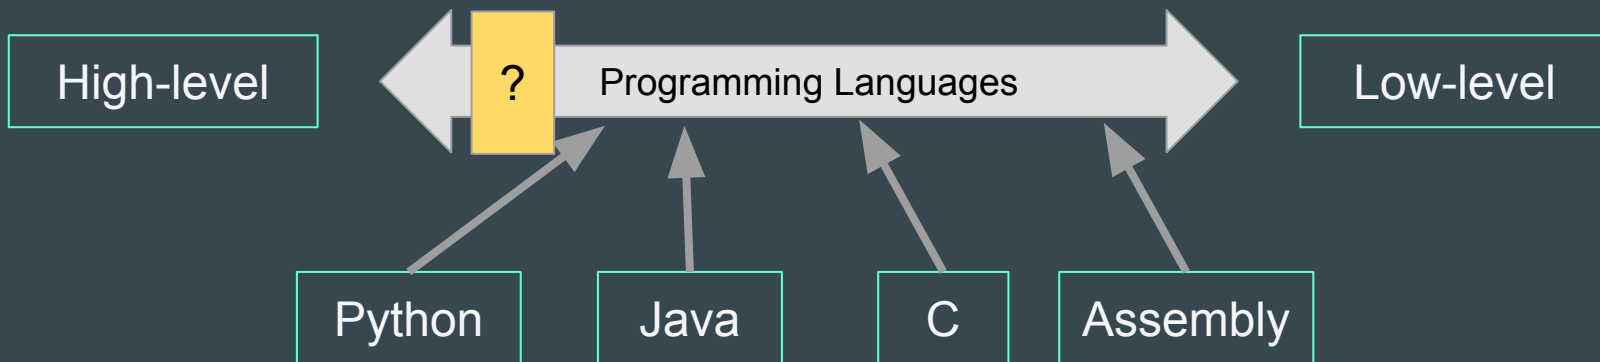 High-level
?
Programming Languages
Low-level
Python
Java
C
Assembly